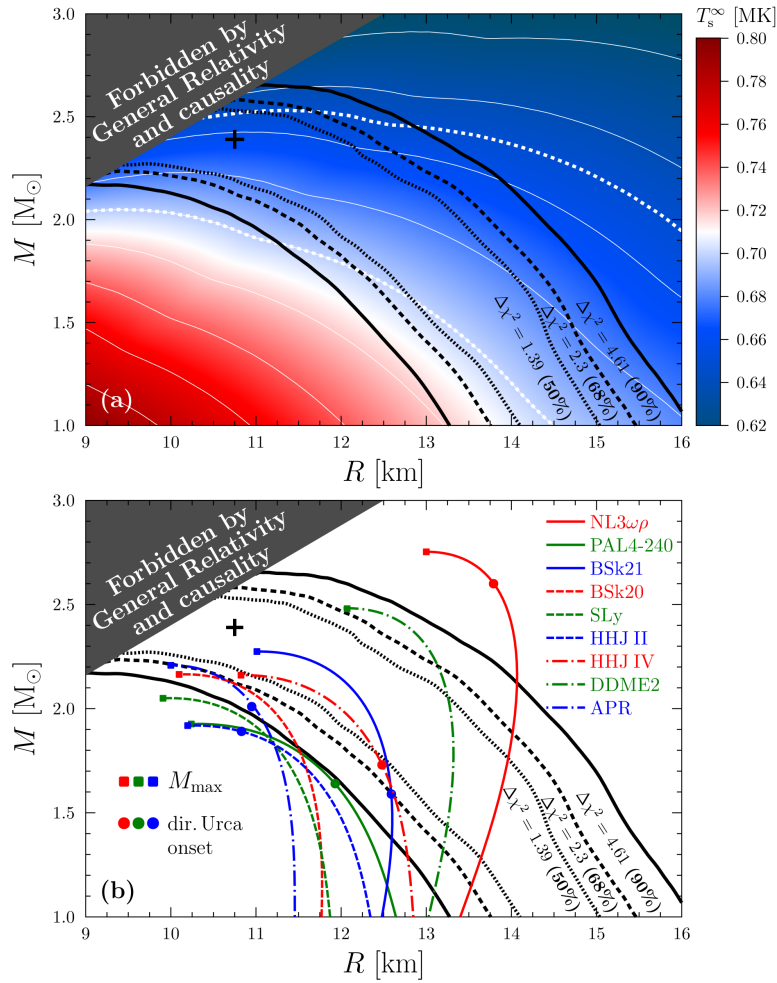 T_s^∞ [MK]
3.0
2.5
2.0
1.5
1.0
M [M⊙]
Forbidden by
General Relativity
and causality
Δχ² = 1.39 (50%)
Δχ² = 2.3 (68%)
Δχ² = 4.61 (90%)
(a)
0.80
0.78
0.76
0.74
0.72
0.70
0.68
0.66
0.64
0.62
9 10 11 12 13 14 15 16
R [km]
3.0
2.5
2.0
1.5
1.0
M [M⊙]
Forbidden by
General Relativity
and causality
NL3ωρ
PAL4-240
BSk21
BSk20
SLy
HHJ II
HHJ IV
DDME2
APR
M_max
dir. Urca
onset
Δχ² = 1.39 (50%)
Δχ² = 2.3 (68%)
Δχ² = 4.61 (90%)
(b)
9 10 11 12 13 14 15 16
R [km]